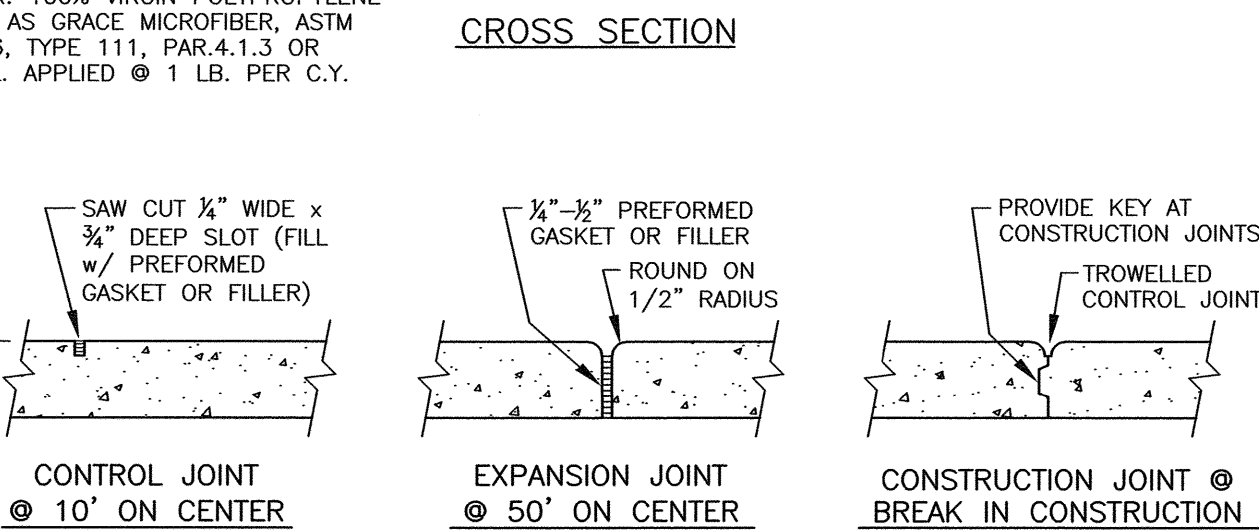 100% VIRGIN POLYPROPYLENE
AS GRACE MICROFIBER, ASTM
TYPE 111, PAR.4.1.3 OR
APPLIED @ 1 LB. PER C.Y.
CROSS SECTION
SAW CUT ¼" WIDE x
¾" DEEP SLOT (FILL
w/ PREFORMED
GASKET OR FILLER)
¼"–½" PREFORMED
GASKET OR FILLER
ROUND ON
1/2" RADIUS
PROVIDE KEY AT
CONSTRUCTION JOINTS
TROWELLED
CONTROL JOINT
CONTROL JOINT
@ 10' ON CENTER
EXPANSION JOINT
@ 50' ON CENTER
CONSTRUCTION JOINT @
BREAK IN CONSTRUCTION